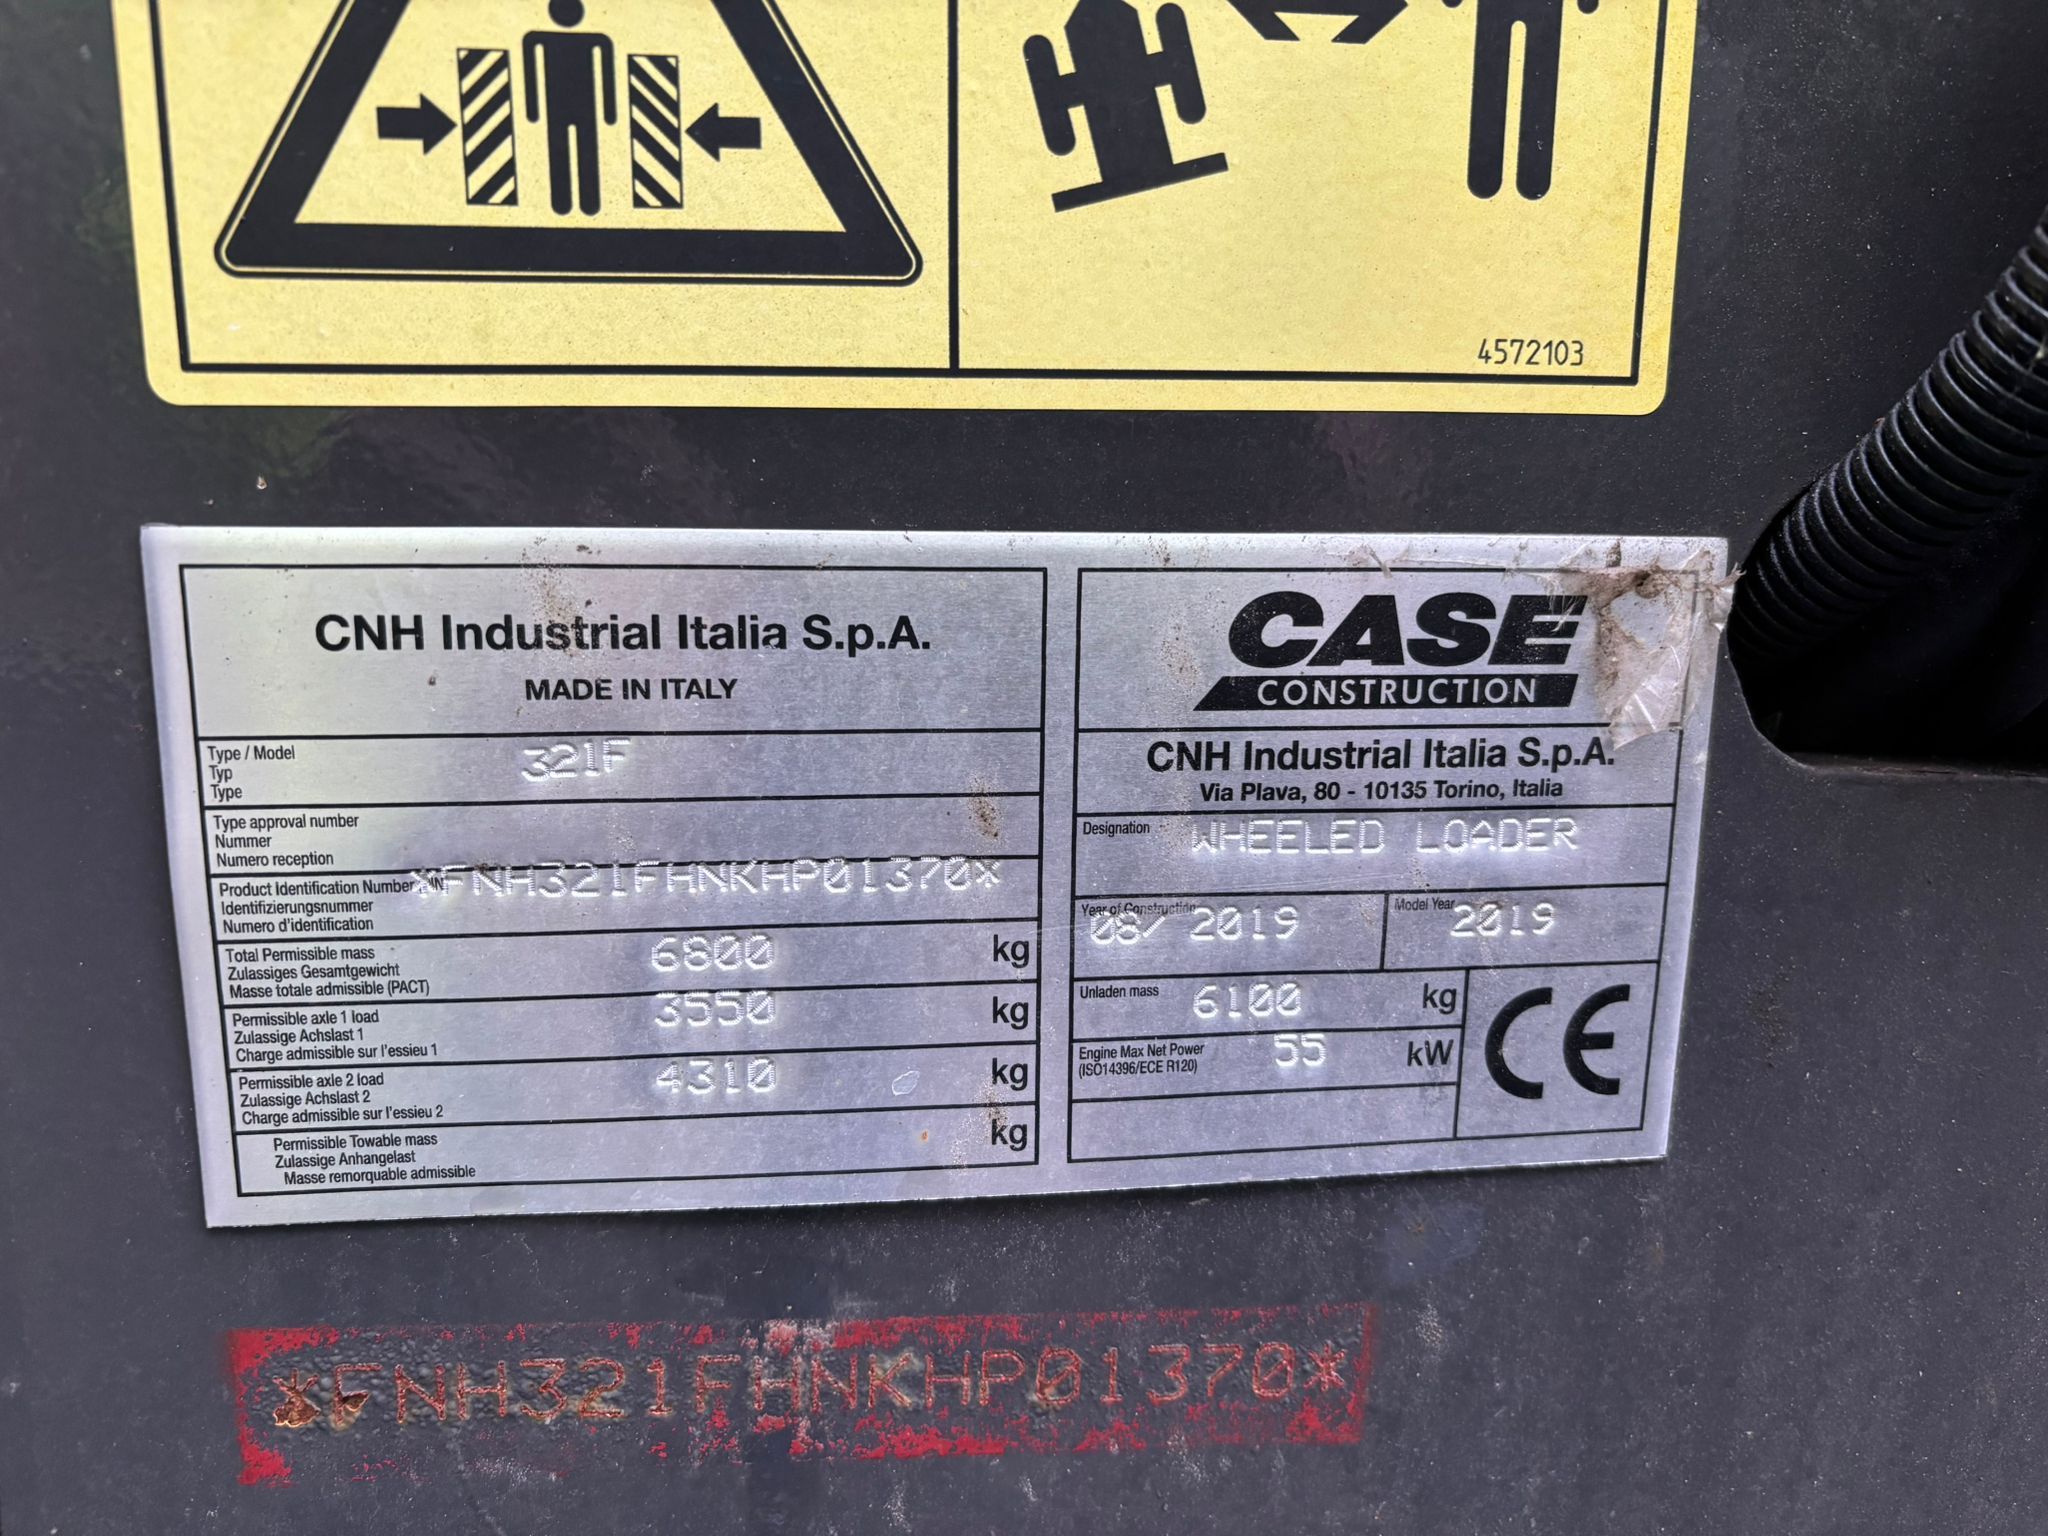 4572103
CNH Industrial Italia S.p.A.
MADE IN ITALY
Type / Model
Typ
Type
321F
Type approval number
Nummer
Numero reception
Product Identification Number PIN
Identifizierungsnummer
Numero d'identification
*FNH321FHNKHP01370*
Total Permissible mass
Zulassiges Gesamtgewicht
Masse totale admissible (PACT)
6800 kg
Permissible axle 1 load
Zulassige Achslast 1
Charge admissible sur l'essieu 1
3550 kg
Permissible axle 2 load
Zulassige Achslast 2
Charge admissible sur l'essieu 2
4310 kg
Permissible Towable mass
Zulassige Anhangelast
Masse remorquable admissible
kg
CASE
CONSTRUCTION
CNH Industrial Italia S.p.A.
Via Plava, 80 - 10135 Torino, Italia
Designation WHEELED LOADER
Year of Construction
08/ 2019
Model Year
2019
Unladen mass 6100 kg
Engine Max Net Power
(ISO14396/ECE R120)
55 kW
CE
*FNH321FHNKHP01370*